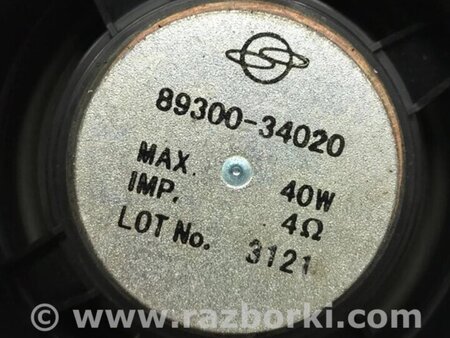 89300-34020
MAX. 40W
IMP. 4Ω
LOT No. 3121
© www.razborki.com